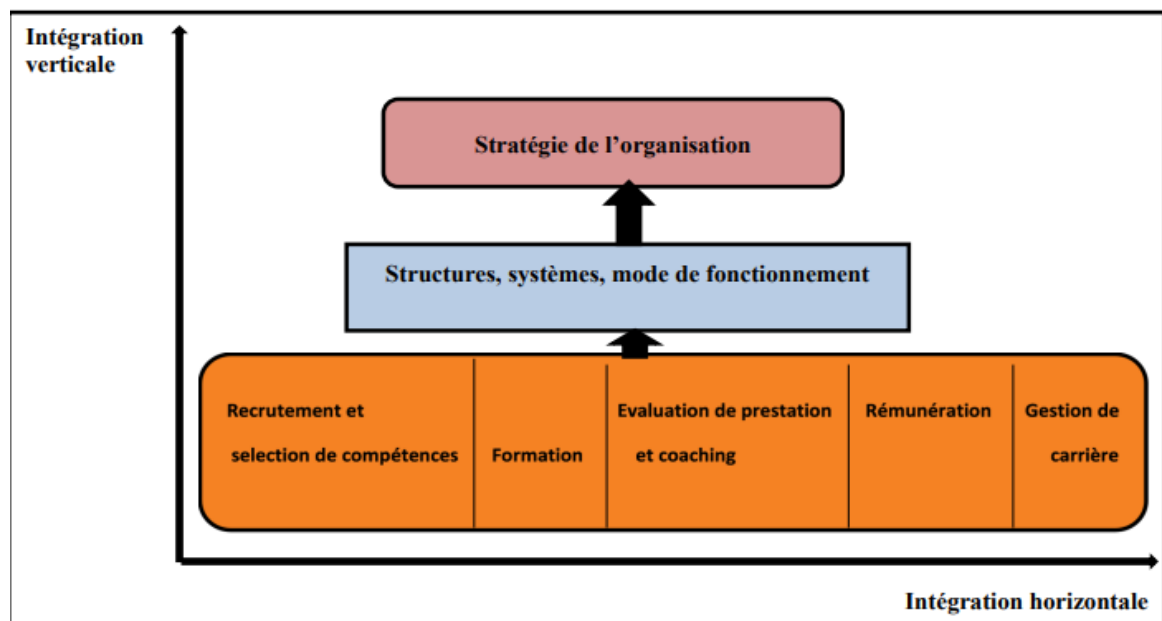 Intégration
verticale
Stratégie de l'organisation
Structures, systèmes, mode de fonctionnement
Recrutement et
selection de compétences
Formation
Evaluation de prestation
et coaching
Rémunération
Gestion de
carrière
Intégration horizontale